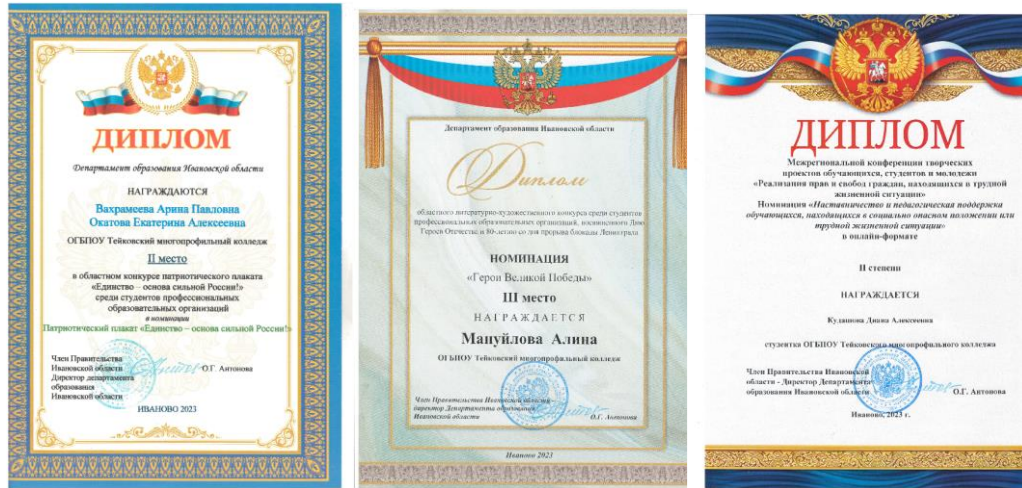 ДИПЛОМ
Департамент образования Ивановской области
НАГРАЖДАЮТСЯ
Вахрамеева Арина Павловна
Окатова Екатерина Алексеевна
ОГБПОУ Тейковский многопрофильный колледж
II место
в областном конкурсе патриотического плаката
«Единство – основа сильной России!»
среди студентов профессиональных
образовательных организаций
в номинации
Патриотический плакат «Единство – основа сильной России!»
Член Правительства
Ивановской области
Директор департамента
образования
Ивановской области
О.Г. Антонова
ИВАНОВО 2023
Департамент образования Ивановской области
Диплом
областного литературно-художественного конкурса среди студентов
профессиональных образовательных организаций, посвященного Дню
Героев Отечества и 80-летию со дня прорыва блокады Ленинграда
НОМИНАЦИЯ
«Герои Великой Победы»
III место
НАГРАЖДАЕТСЯ
Мануйлова Алина
ОГБПОУ Тейковский многопрофильный колледж
Член Правительства Ивановской области –
директор Департамента образования
Ивановской области
О.Г. Антонова
Иваново 2023
ДИПЛОМ
Межрегиональной конференции творческих
проектов обучающихся, студентов и молодежи
«Реализация прав и свобод граждан, находящихся в трудной
жизненной ситуации»
Номинация «Наставничество и педагогическая поддержка
обучающихся, находящихся в социально опасном положении или
трудной жизненной ситуации»
в онлайн-формате
II степени
НАГРАЖДАЕТСЯ
Кудашова Диана Алексеевна
студентка ОГБПОУ Тейковского многопрофильного колледжа
Член Правительства Ивановской
области - Директор Департамента
образования Ивановской области
О.Г. Антонова
Иваново, 2023 г.